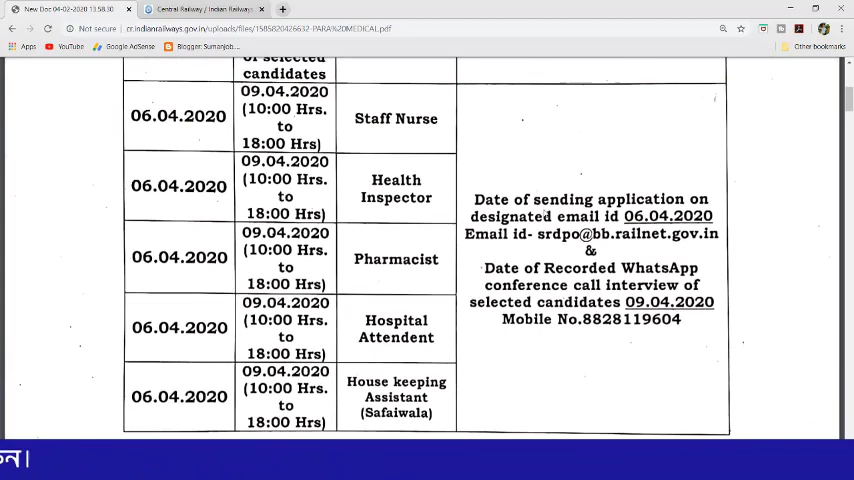 New Doc 04-02-2020 13.58.30
Central Railway / Indian Railways
Not secure
cr.indianrailways.gov.in/uploads/files/1585820426632-PARA%20MEDICAL.pdf
Apps
YouTube
Google AdSense
Blogger: Sumanjob....
Other bookmarks
of selected
candidates
06.04.2020
09.04.2020
(10:00 Hrs.
to
18:00 Hrs)
Staff Nurse
06.04.2020
09.04.2020
(10:00 Hrs.
to
18:00 Hrs)
Health
Inspector
06.04.2020
09.04.2020
(10:00 Hrs.
to
18:00 Hrs)
Pharmacist
06.04.2020
09.04.2020
(10:00 Hrs.
to
18:00 Hrs)
Hospital
Attendent
06.04.2020
09.04.2020
(10:00 Hrs.
to
18:00 Hrs)
House keeping
Assistant
(Safaiwala)
Date of sending application on
designated email id 06.04.2020
Email id- srdpo@bb.railnet.gov.in
&
Date of Recorded WhatsApp
conference call interview of
selected candidates 09.04.2020
Mobile No.8828119604